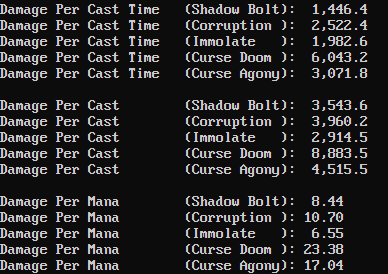 Damage Per Cast Time   (Shadow Bolt):  1,446.4
Damage Per Cast Time   (Corruption ):  2,522.4
Damage Per Cast Time   (Immolate   ):  1,982.6
Damage Per Cast Time   (Curse Doom ):  6,043.2
Damage Per Cast Time   (Curse Agony):  3,071.8

Damage Per Cast        (Shadow Bolt):  3,543.6
Damage Per Cast        (Corruption ):  3,960.2
Damage Per Cast        (Immolate   ):  2,914.5
Damage Per Cast        (Curse Doom ):  8,883.5
Damage Per Cast        (Curse Agony):  4,515.5

Damage Per Mana        (Shadow Bolt):  8.44
Damage Per Mana        (Corruption ): 10.70
Damage Per Mana        (Immolate   ):  6.55
Damage Per Mana        (Curse Doom ): 23.38
Damage Per Mana        (Curse Agony): 17.04